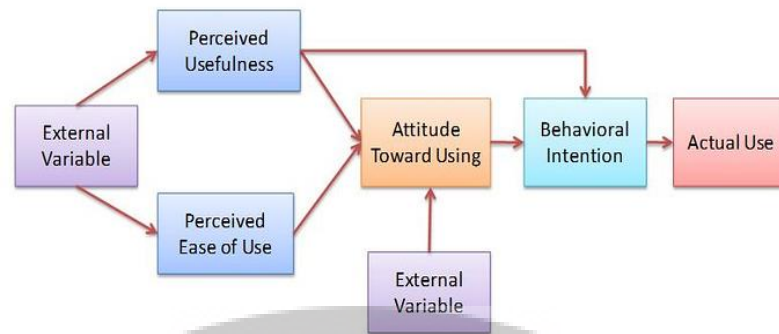 Perceived
Usefulness
External
Variable
Attitude
Toward Using
Behavioral
Intention
Actual Use
Perceived
Ease of Use
External
Variable